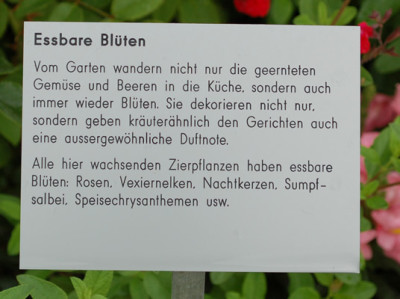 Essbare Blüten
Vom Garten wandern nicht nur die geernteten
Gemüse und Beeren in die Küche, sondern auch
immer wieder Blüten. Sie dekorieren nicht nur,
sondern geben kräuterähnlich den Gerichten auch
eine aussergewöhnliche Duftnote.
Alle hier wachsenden Zierpflanzen haben essbare
Blüten: Rosen, Vexiernelken, Nachtkerzen, Sumpf-
salbei, Speisechrysanthemen usw.